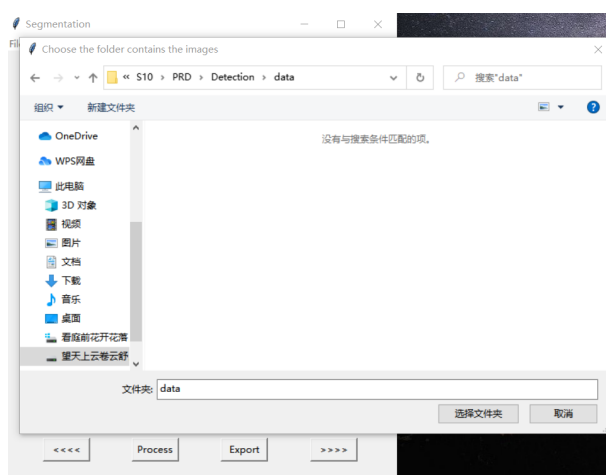 Segmentation
Fil
Choose the folder contains the images
« S10 › PRD › Detection › data
搜索"data"
组织
新建文件夹
OneDrive
WPS网盘
此电脑
3D 对象
视频
图片
文档
下载
音乐
桌面
看庭前花开花落
望天上云卷云舒
没有与搜索条件匹配的项。
文件夹: data
选择文件夹
取消
<<<<
Process
Export
>>>>